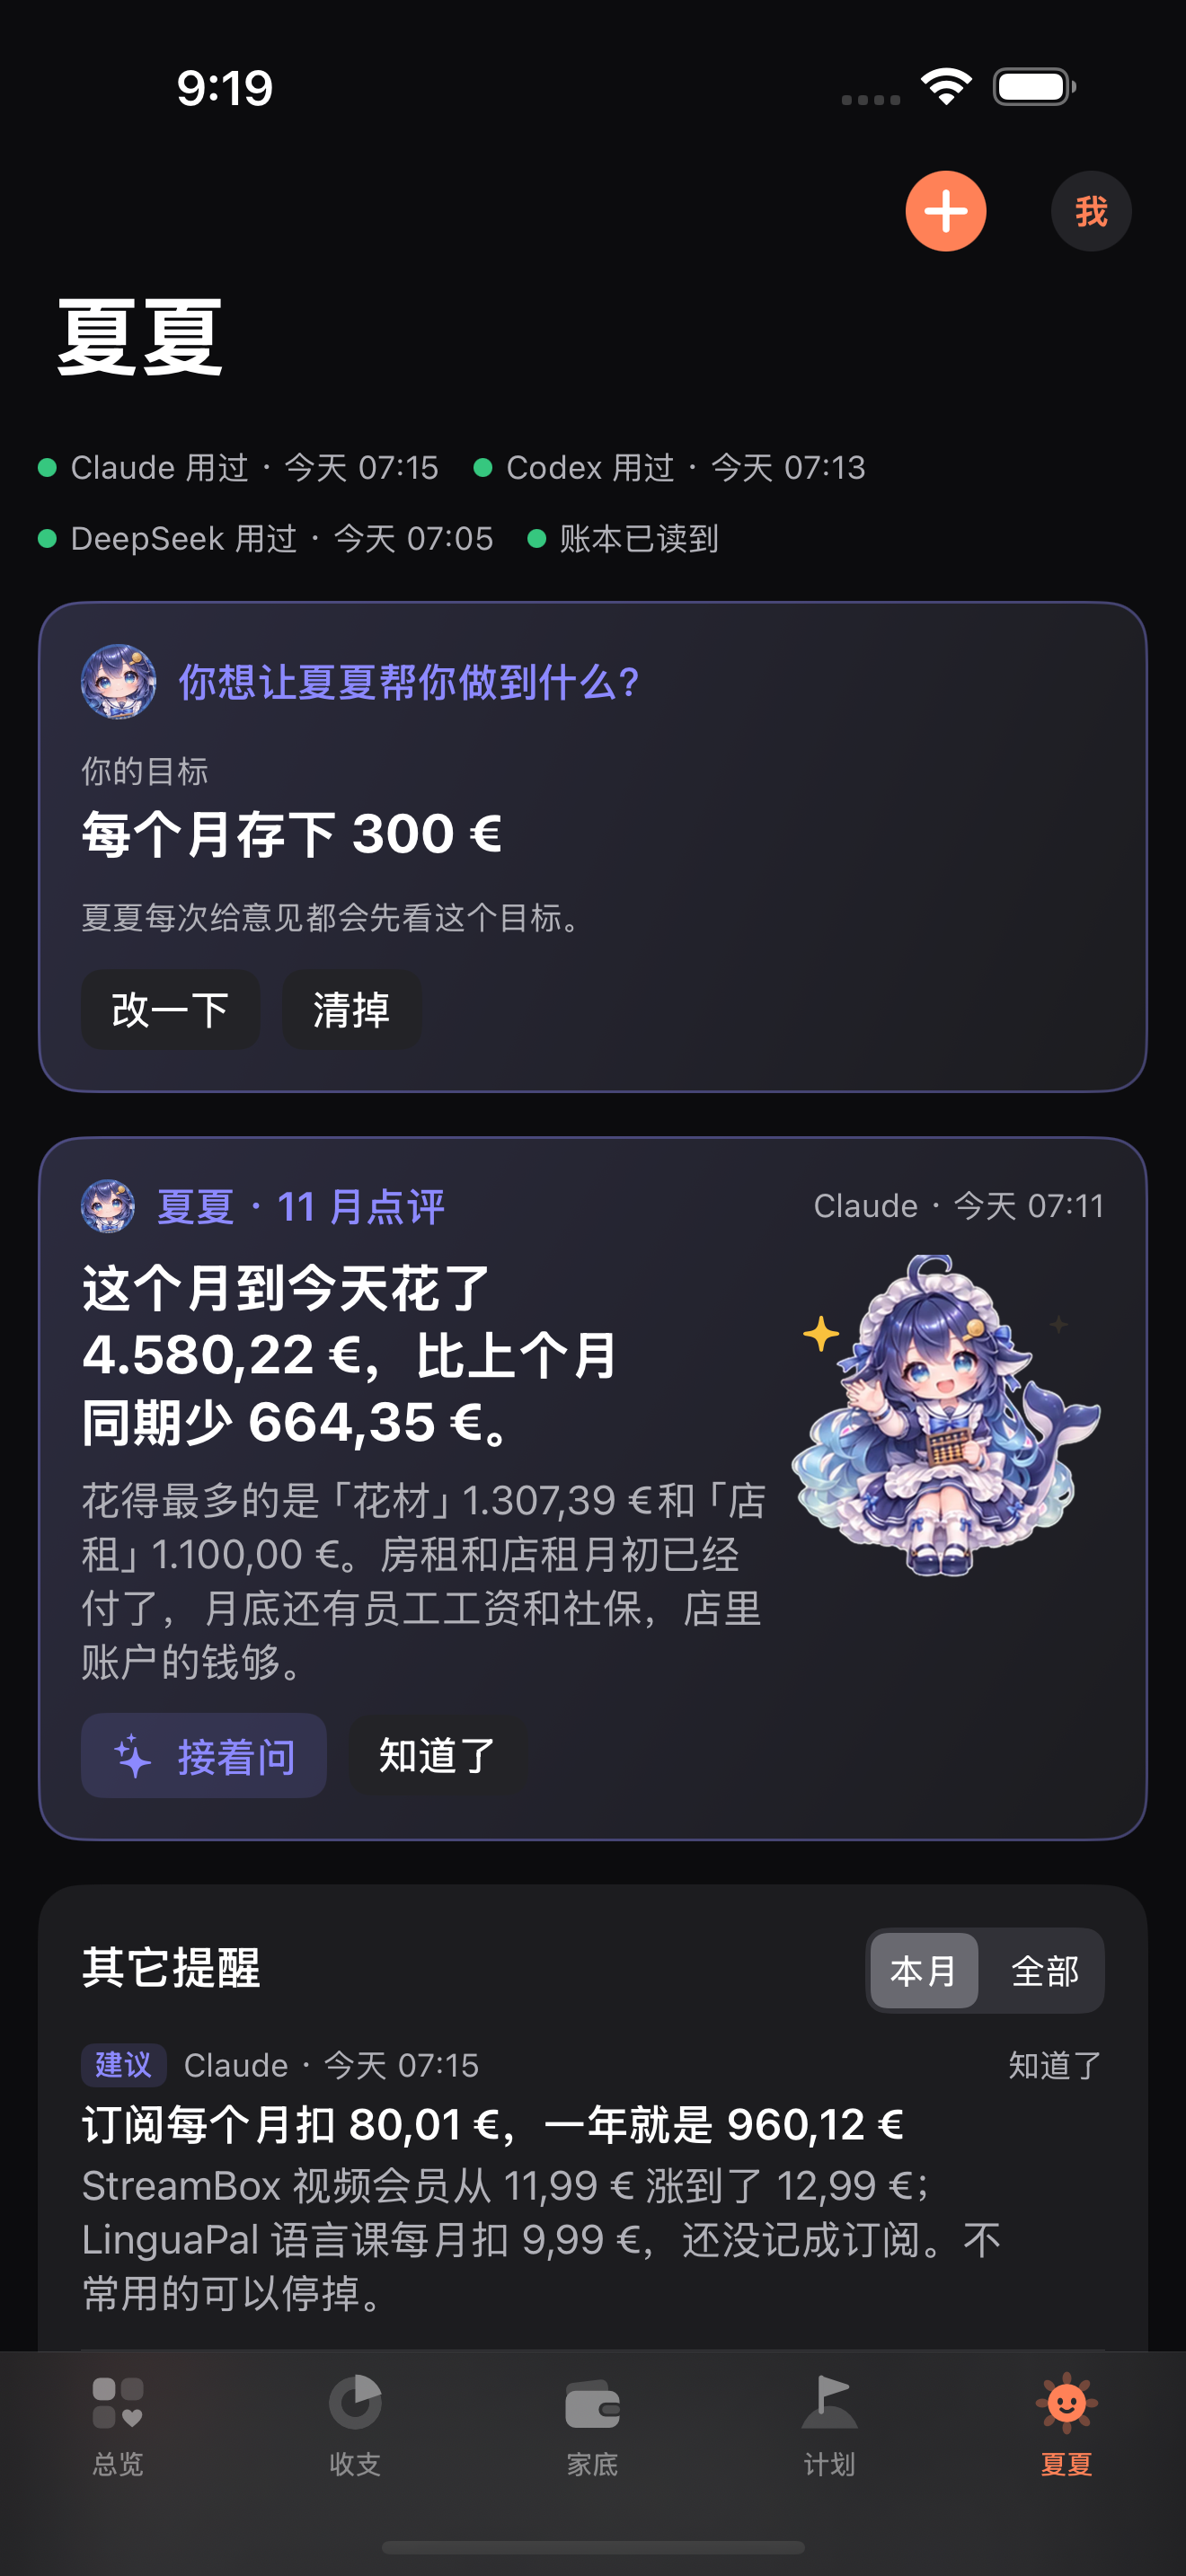 9:19
我
夏夏
Claude 用过 · 今天 07:15
Codex 用过 · 今天 07:13
DeepSeek 用过 · 今天 07:05
账本已读到
你想让夏夏帮你做到什么?
你的目标
每个月存下 300 €
夏夏每次给意见都会先看这个目标。
改一下
清掉
夏夏 · 11 月点评
Claude · 今天 07:11
这个月到今天花了
4.580,22 €，比上个月
同期少 664,35 €。
花得最多的是「花材」1.307,39 €和「店
租」1.100,00 €。房租和店租月初已经
付了，月底还有员工工资和社保，店里
账户的钱够。
接着问
知道了
其它提醒
本月
全部
建议
Claude · 今天 07:15
知道了
订阅每个月扣 80,01 €，一年就是 960,12 €
StreamBox 视频会员从 11,99 € 涨到了 12,99 €；
LinguaPal 语言课每月扣 9,99 €，还没记成订阅。不
常用的可以停掉。
总览
收支
家底
计划
夏夏